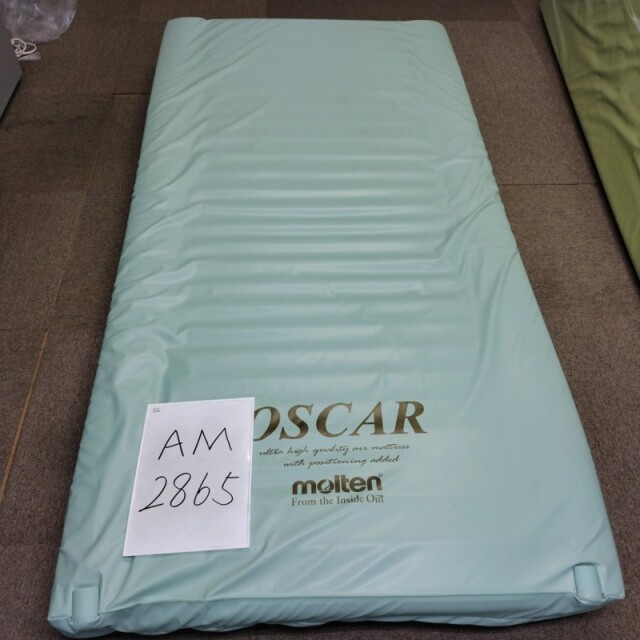 OSCAR
ultra high quality air mattress
with positioning added
molten
From the Inside Out
AM
2865